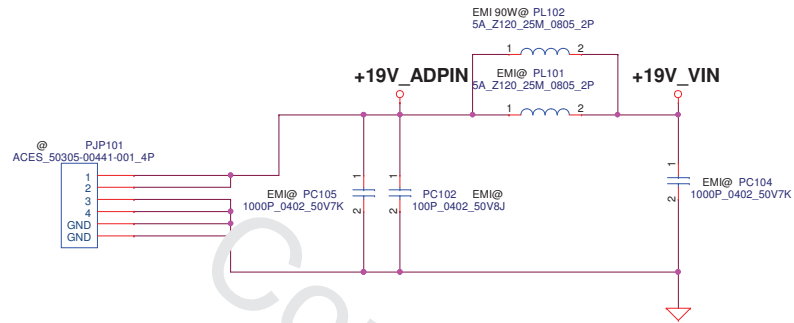 EMI 90W@ PL102
5A_Z120_25M_0805_2P
1 2
+19V_ADPIN
EMI@ PL101
5A_Z120_25M_0805_2P
1 2
+19V_VIN
@ PJP101
ACES_50305-00441-001_4P
1
2
3
4
GND
GND
1
EMI@ PC105
1000P_0402_50V7K
2
1
PC102 EMI@
100P_0402_50V8J
2
1
EMI@ PC104
1000P_0402_50V7K
2